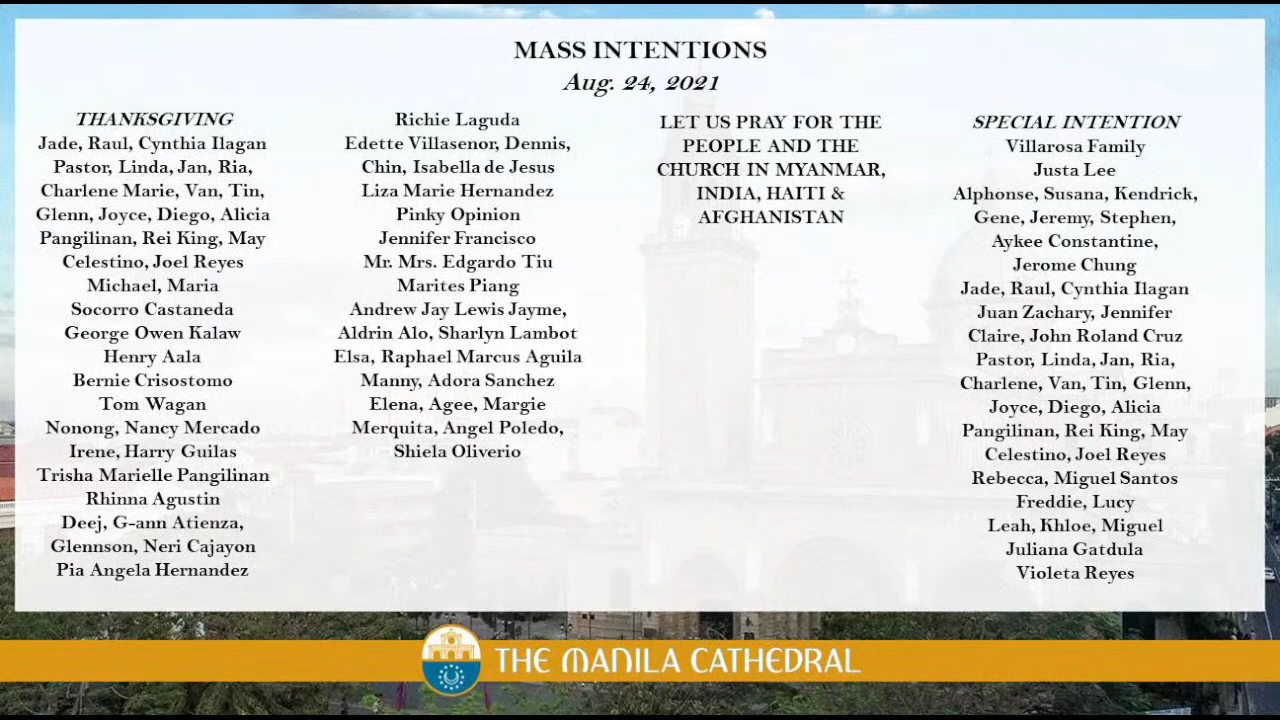 MASS INTENTIONS
Aug. 24, 2021
THANKSGIVING
Jade, Raul, Cynthia Ilagan
Pastor, Linda, Jan, Ria,
Charlene Marie, Van, Tin,
Glenn, Joyce, Diego, Alicia
Pangilinan, Rei King, May
Celestino, Joel Reyes
Michael, Maria
Socorro Castaneda
George Owen Kalaw
Henry Aala
Bernie Crisostomo
Tom Wagan
Nonong, Nancy Mercado
Irene, Harry Guilas
Trisha Marielle Pangilinan
Rhinna Agustin
Deej, G-ann Atienza,
Glennson, Neri Cajayon
Pia Angela Hernandez
Richie Laguda
Edette Villasenor, Dennis,
Chin, Isabella de Jesus
Liza Marie Hernandez
Pinky Opinion
Jennifer Francisco
Mr. Mrs. Edgardo Tiu
Marites Piang
Andrew Jay Lewis Jayme,
Aldrin Alo, Sharlyn Lambot
Elsa, Raphael Marcus Aguila
Manny, Adora Sanchez
Elena, Agee, Margie
Merquita, Angel Poledo,
Shiela Oliverio
LET US PRAY FOR THE
PEOPLE AND THE
CHURCH IN MYANMAR,
INDIA, HAITI &
AFGHANISTAN
SPECIAL INTENTION
Villarosa Family
Justa Lee
Alphonse, Susana, Kendrick,
Gene, Jeremy, Stephen,
Aykee Constantine,
Jerome Chung
Jade, Raul, Cynthia Ilagan
Juan Zachary, Jennifer
Claire, John Roland Cruz
Pastor, Linda, Jan, Ria,
Charlene, Van, Tin, Glenn,
Joyce, Diego, Alicia
Pangilinan, Rei King, May
Celestino, Joel Reyes
Rebecca, Miguel Santos
Freddie, Lucy
Leah, Khloe, Miguel
Juliana Gatdula
Violeta Reyes
THE MANILA CATHEDRAL